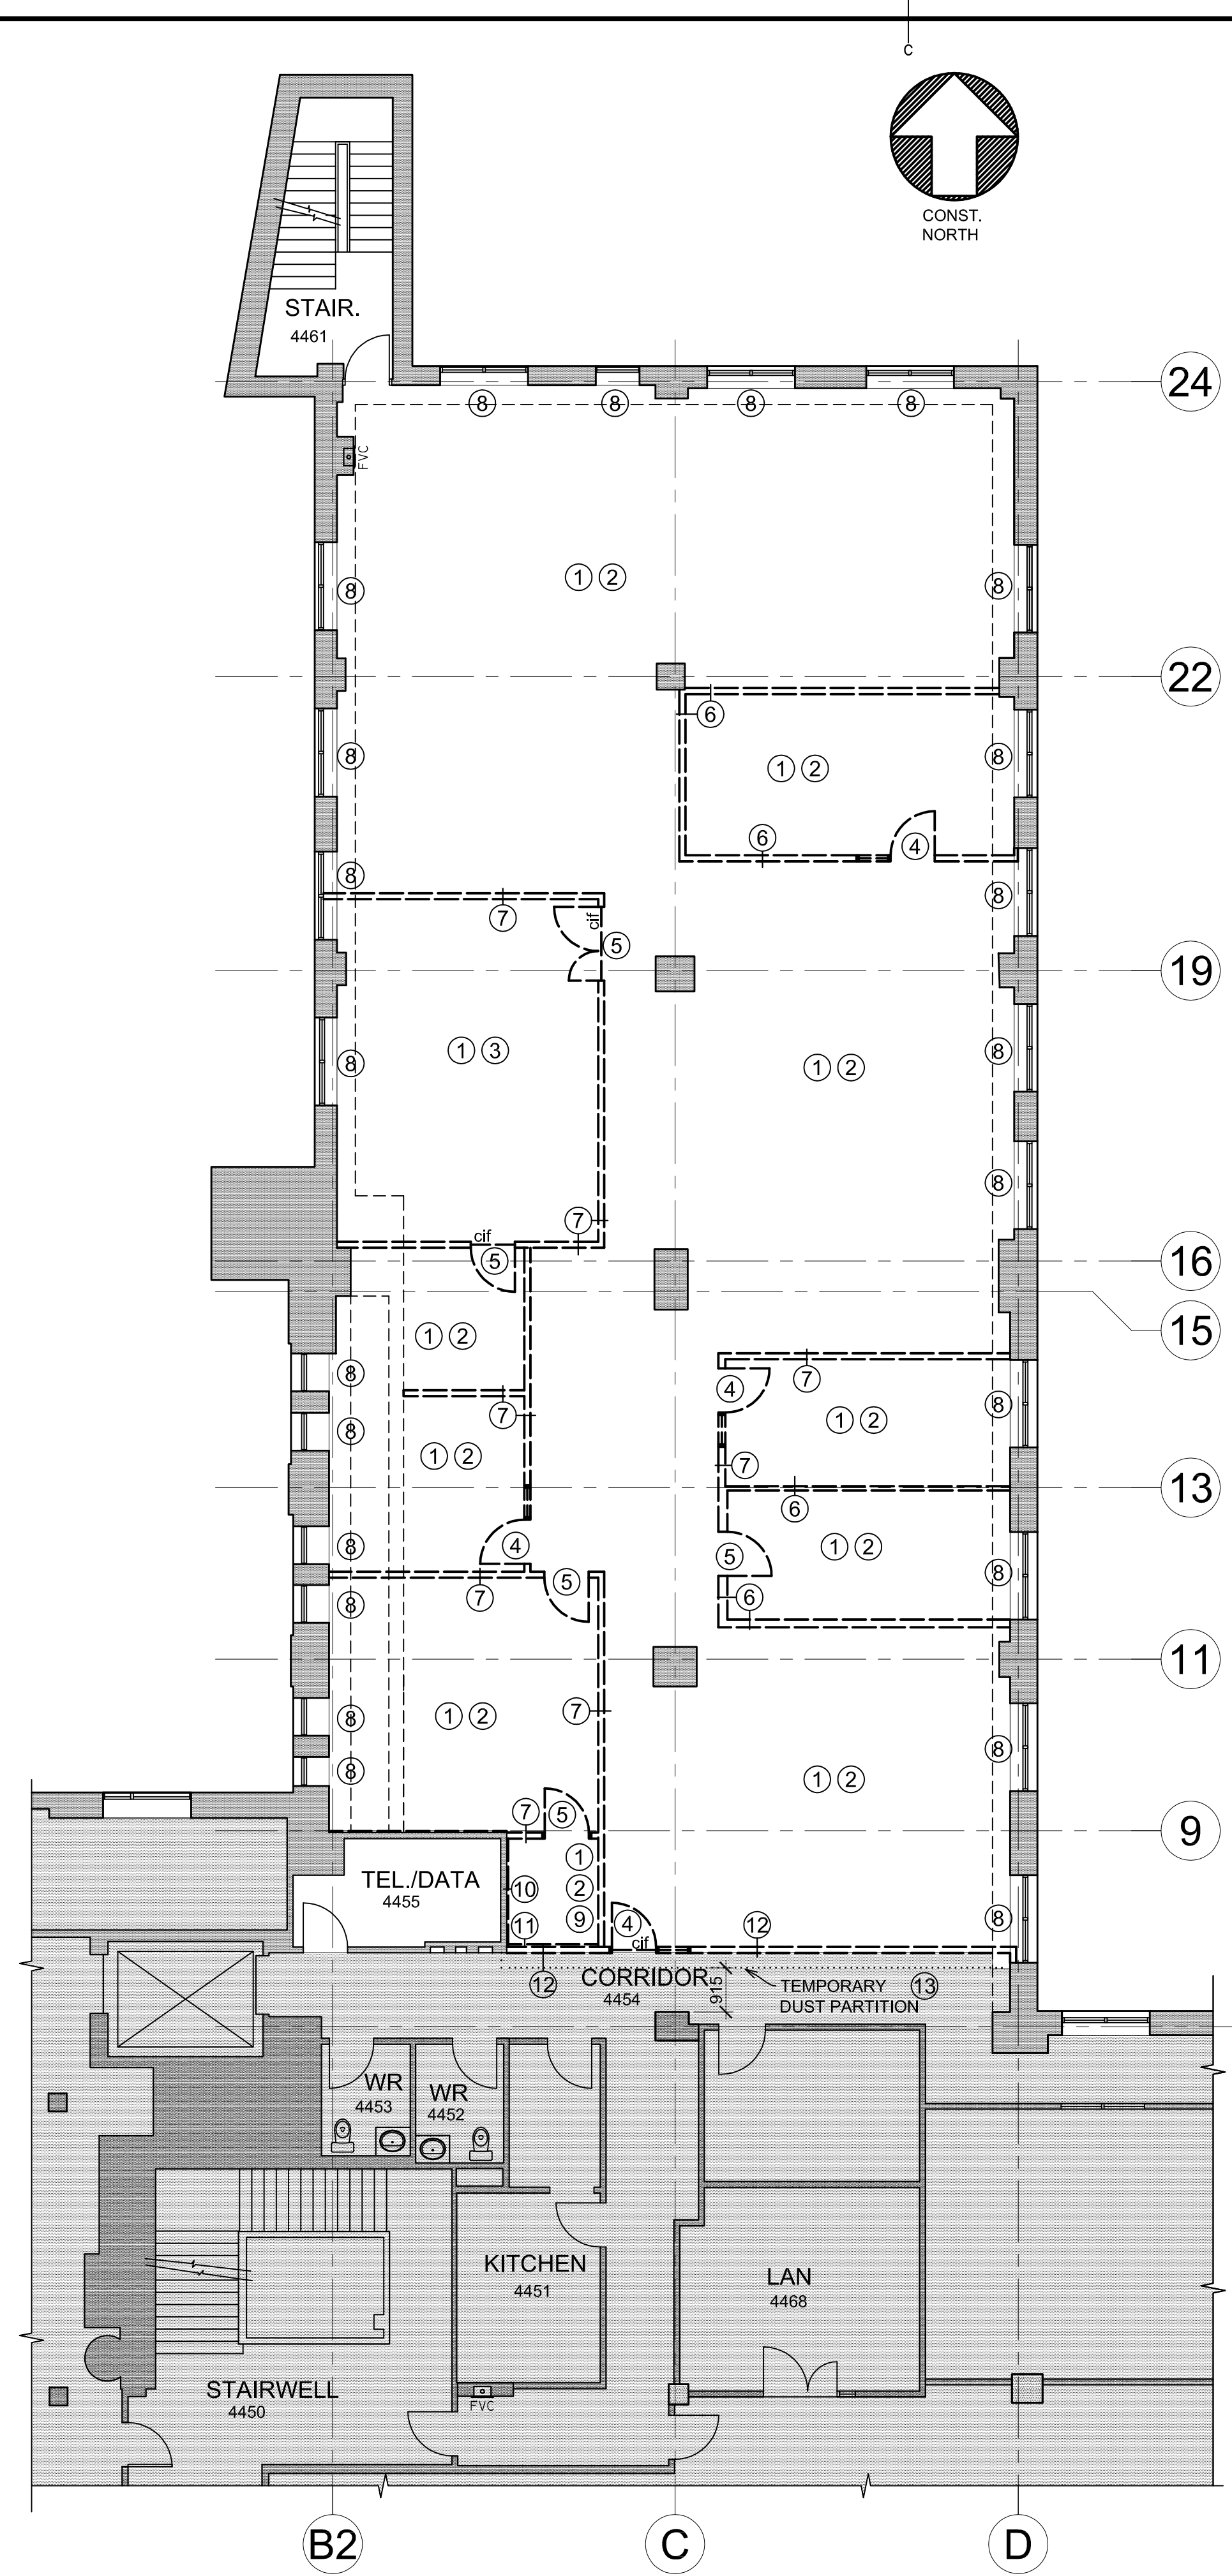 C
CONST.
NORTH
STAIR.
4461
24
8 8 8 8
FVC
1 2
8 8
22
6
8 1 2 8
6 4
8 8
7
cif
5
19
1 3
8 8
1 2
8
7
cif
5
16
15
1 2
8 7 8
4
7 1 2
8
1 2
7
13
6
8 4 1 2
5 5 8
7
8 6
11
1 2 7
8
8
1 2
8
7 5
9
1
TEL./DATA
4455
10 2
11 9 4 8
cif
12
12
CORRIDOR
4454
915
TEMPORARY
DUST PARTITION
13
WR
4453
WR
4452
KITCHEN
4451
LAN
4468
STAIRWELL
4450
FVC
B2 C D